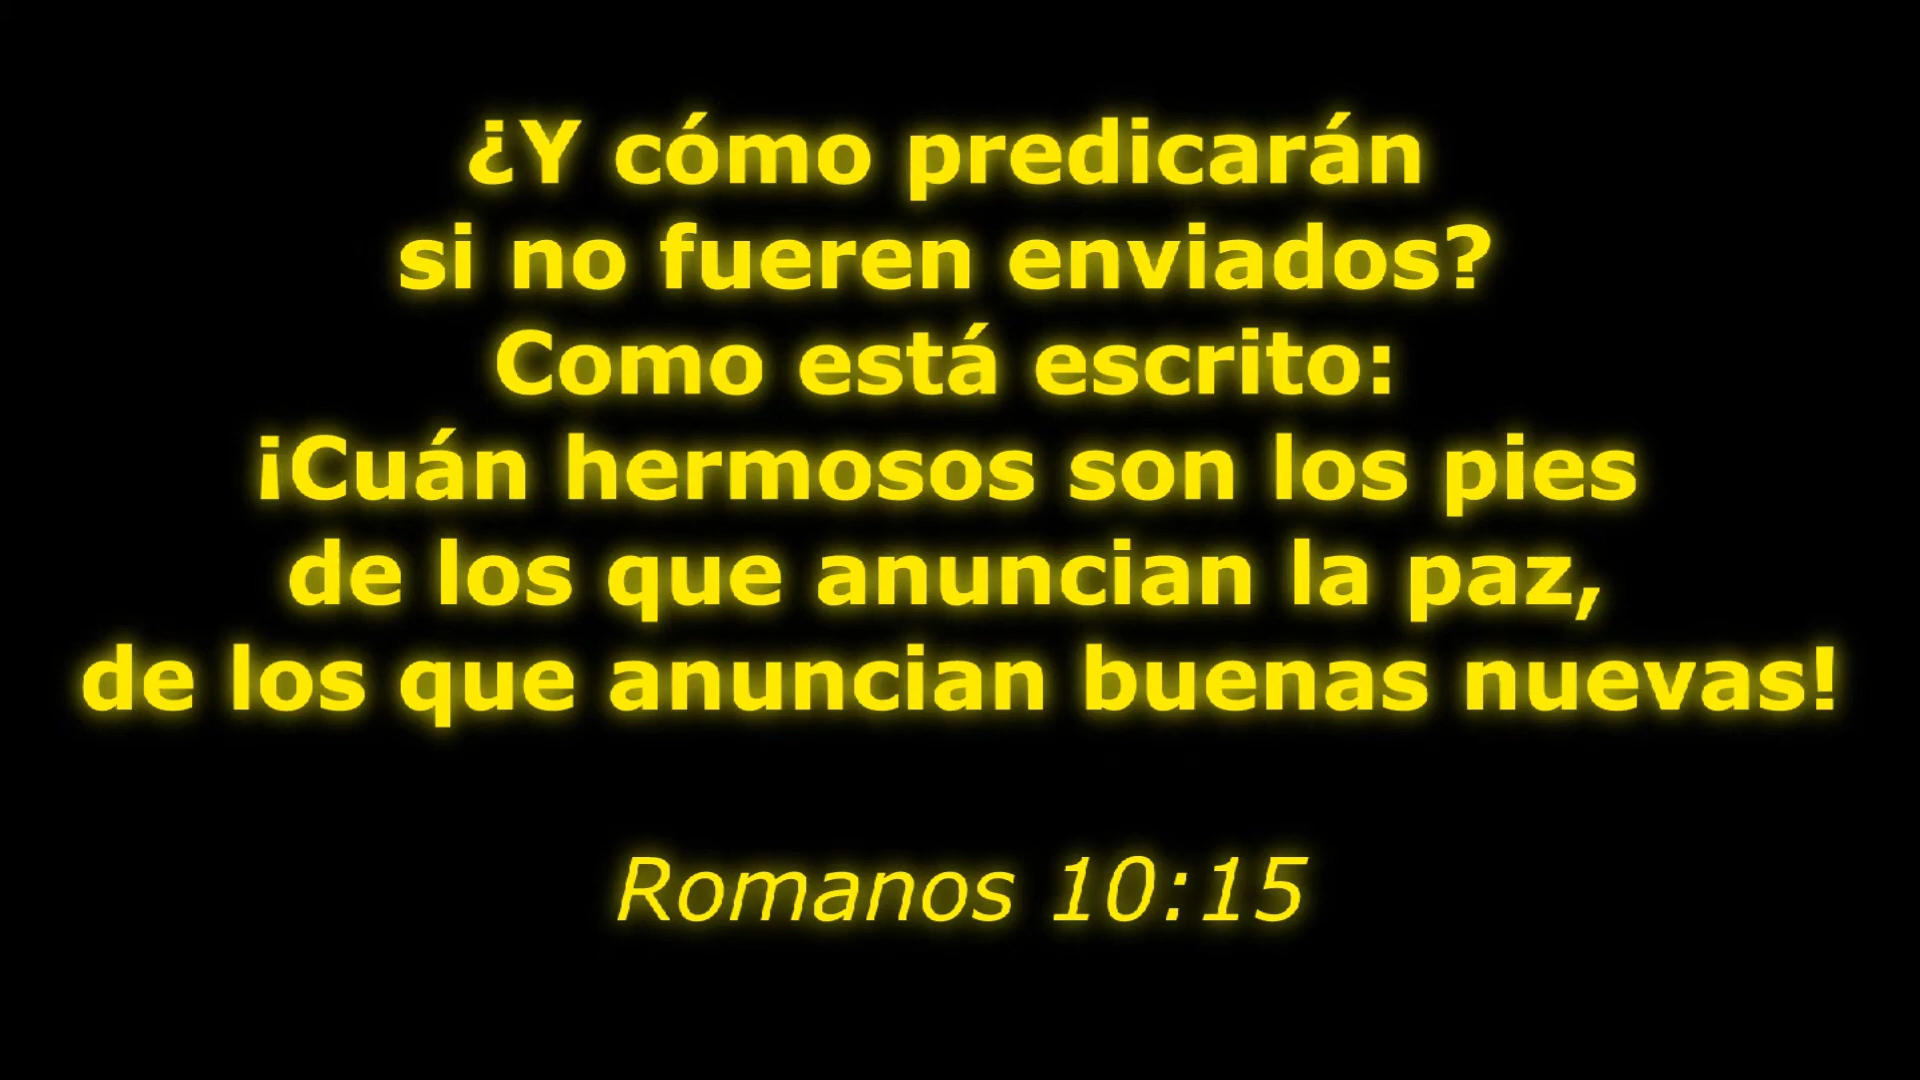 ¿Y cómo predicarán
si no fueren enviados?
Como está escrito:
¡Cuán hermosos son los pies
de los que anuncian la paz,
de los que anuncian buenas nuevas!
Romanos 10:15